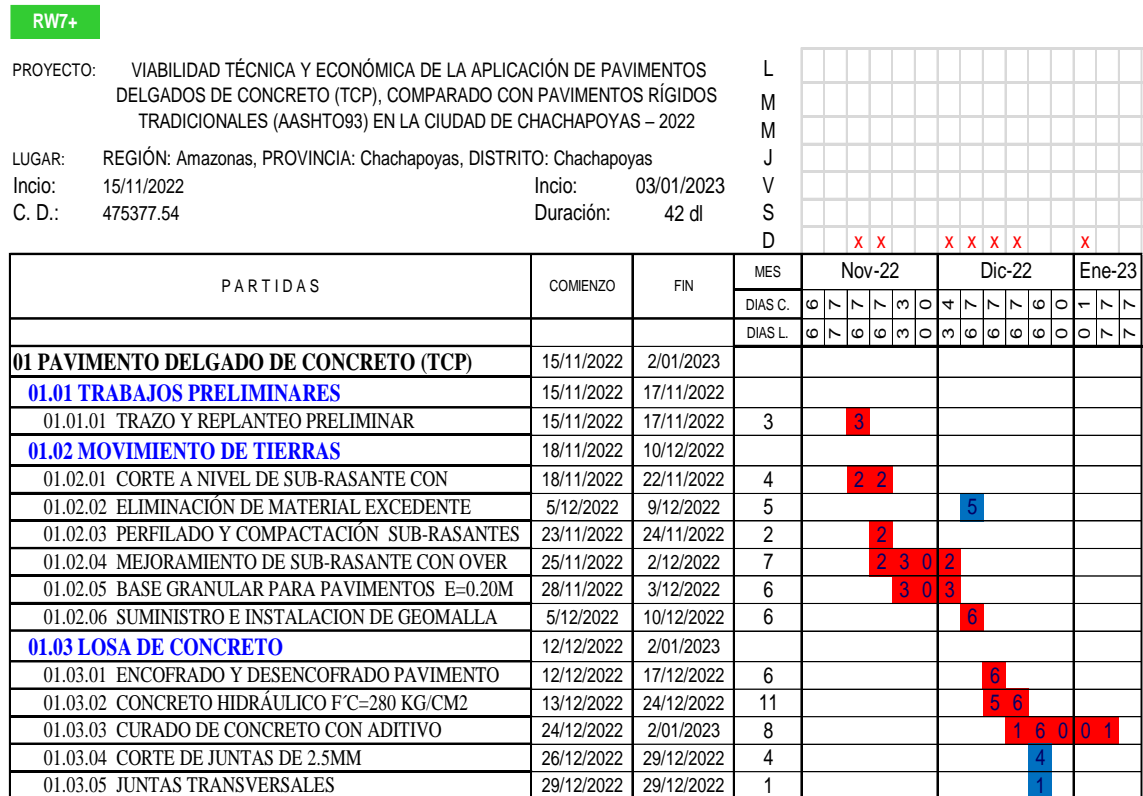 RW7+
PROYECTO: VIABILIDAD TÉCNICA Y ECONÓMICA DE LA APLICACIÓN DE PAVIMENTOS
DELGADOS DE CONCRETO (TCP), COMPARADO CON PAVIMENTOS RÍGIDOS
TRADICIONALES (AASHTO93) EN LA CIUDAD DE CHACHAPOYAS – 2022
LUGAR: REGIÓN: Amazonas, PROVINCIA: Chachapoyas, DISTRITO: Chachapoyas
Incio: 15/11/2022 Incio: 03/01/2023
C. D.: 475377.54 Duración: 42 dl
L
M
M
J
V
S
D x x x x x x x
PARTIDAS COMIENZO FIN MES Nov-22 Dic-22 Ene-23
DIAS C. 6 7 7 7 3 0 4 7 7 7 6 0 1 7 7
DIAS L. 6 7 6 6 3 0 3 6 6 6 6 0 0 7 7
01 PAVIMENTO DELGADO DE CONCRETO (TCP) 15/11/2022 2/01/2023
01.01 TRABAJOS PRELIMINARES 15/11/2022 17/11/2022
01.01.01 TRAZO Y REPLANTEO PRELIMINAR 15/11/2022 17/11/2022 3 3
01.02 MOVIMIENTO DE TIERRAS 18/11/2022 10/12/2022
01.02.01 CORTE A NIVEL DE SUB-RASANTE CON 18/11/2022 22/11/2022 4 2 2
01.02.02 ELIMINACIÓN DE MATERIAL EXCEDENTE 5/12/2022 9/12/2022 5 5
01.02.03 PERFILADO Y COMPACTACIÓN SUB-RASANTES 23/11/2022 24/11/2022 2 2
01.02.04 MEJORAMIENTO DE SUB-RASANTE CON OVER 25/11/2022 2/12/2022 7 2 3 0 2
01.02.05 BASE GRANULAR PARA PAVIMENTOS E=0.20M 28/11/2022 3/12/2022 6 3 0 3
01.02.06 SUMINISTRO E INSTALACION DE GEOMALLA 5/12/2022 10/12/2022 6 6
01.03 LOSA DE CONCRETO 12/12/2022 2/01/2023
01.03.01 ENCOFRADO Y DESENCOFRADO PAVIMENTO 12/12/2022 17/12/2022 6 6
01.03.02 CONCRETO HIDRÁULICO F´C=280 KG/CM2 13/12/2022 24/12/2022 11 5 6
01.03.03 CURADO DE CONCRETO CON ADITIVO 24/12/2022 2/01/2023 8 1 6 0 0 1
01.03.04 CORTE DE JUNTAS DE 2.5MM 26/12/2022 29/12/2022 4 4
01.03.05 JUNTAS TRANSVERSALES 29/12/2022 29/12/2022 1 1